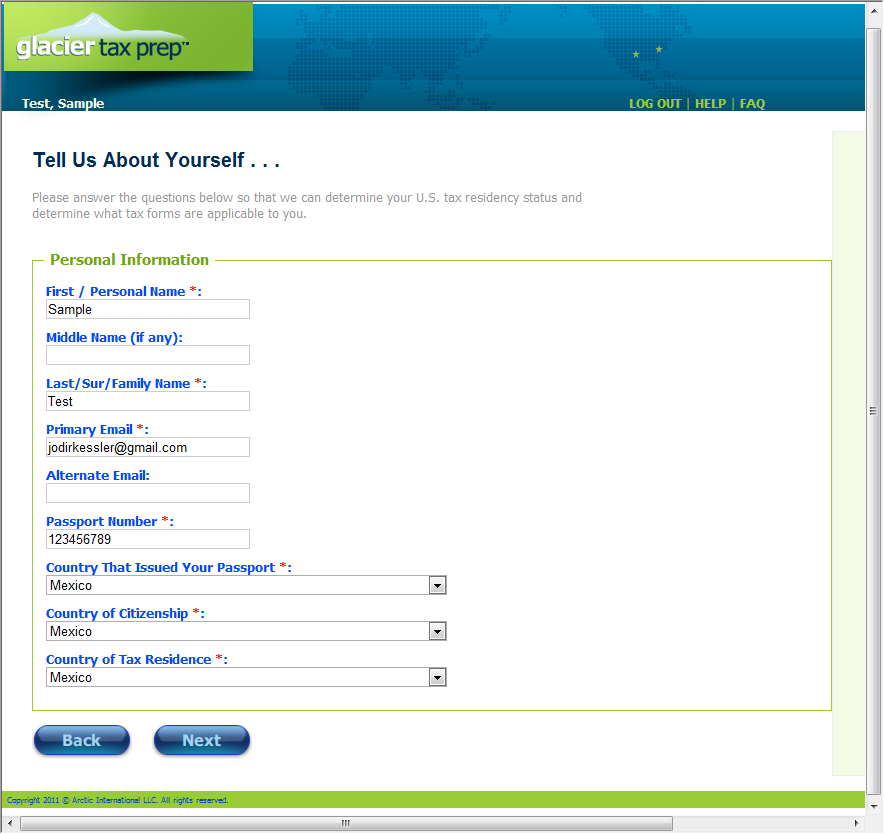 glacier tax prep™
Test, Sample
LOG OUT | HELP | FAQ
Tell Us About Yourself . . .
Please answer the questions below so that we can determine your U.S. tax residency status and
determine what tax forms are applicable to you.
Personal Information
First / Personal Name *:
Sample
Middle Name (if any):
Last/Sur/Family Name *:
Test
Primary Email *:
jodirkessler@gmail.com
Alternate Email:
Passport Number *:
123456789
Country That Issued Your Passport *:
Mexico
Country of Citizenship *:
Mexico
Country of Tax Residence *:
Mexico
Back Next
Copyright 2011 © Arctic International LLC. All rights reserved.